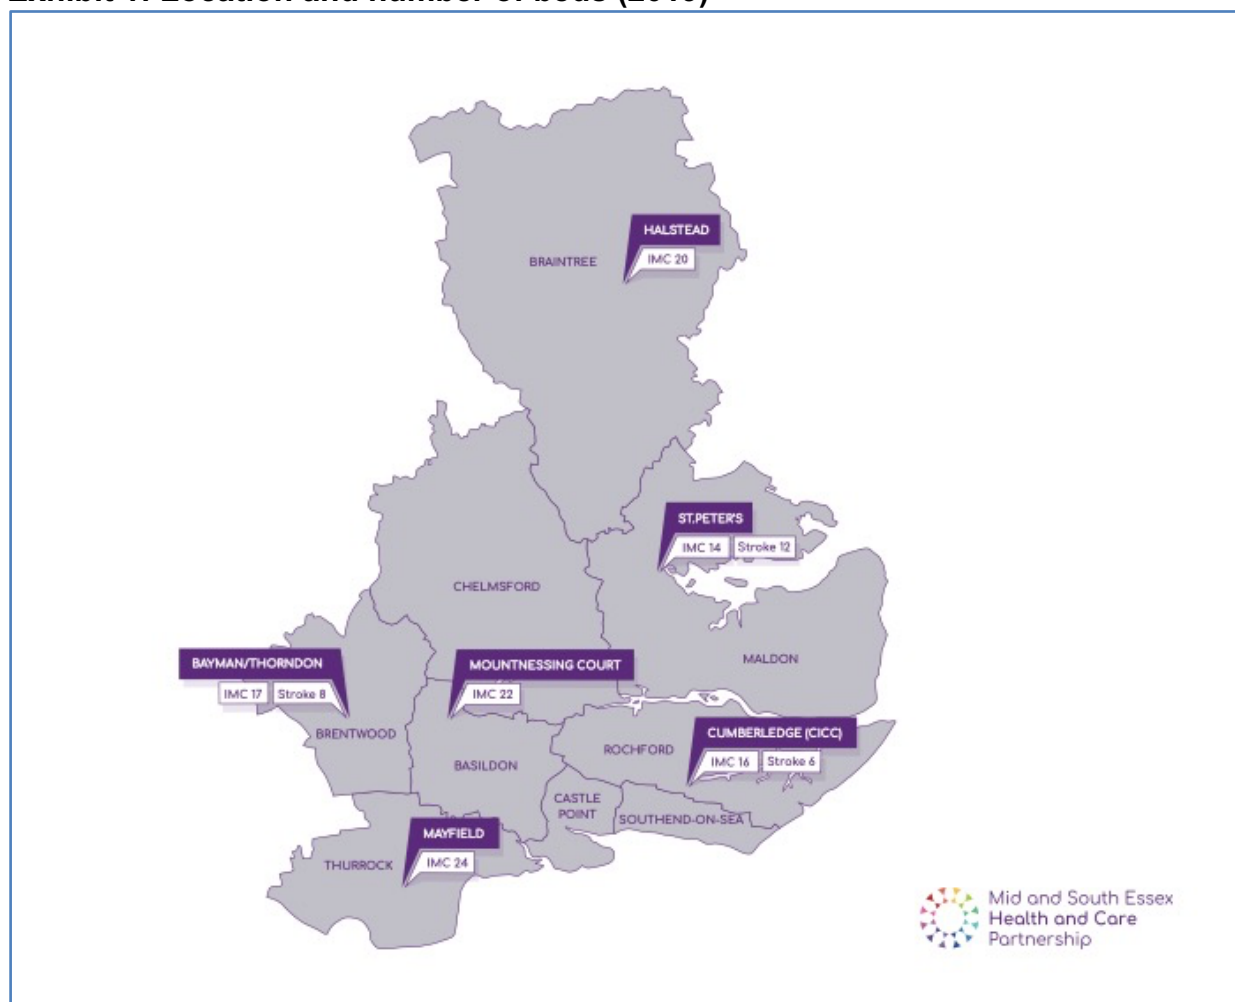 HALSTEAD
IMC 20
BRAINTREE
ST.PETER'S
IMC 14
Stroke 12
CHELMSFORD
MALDON
BAYMAN/THORNDON
IMC 17
Stroke 8
BRENTWOOD
MOUNTNESSING COURT
IMC 22
BASILDON
ROCHFORD
CUMBERLEDGE (CICC)
IMC 16
Stroke 6
CASTLE
POINT
SOUTHEND-ON-SEA
MAYFIELD
IMC 24
THURROCK
Mid and South Essex
Health and Care
Partnership